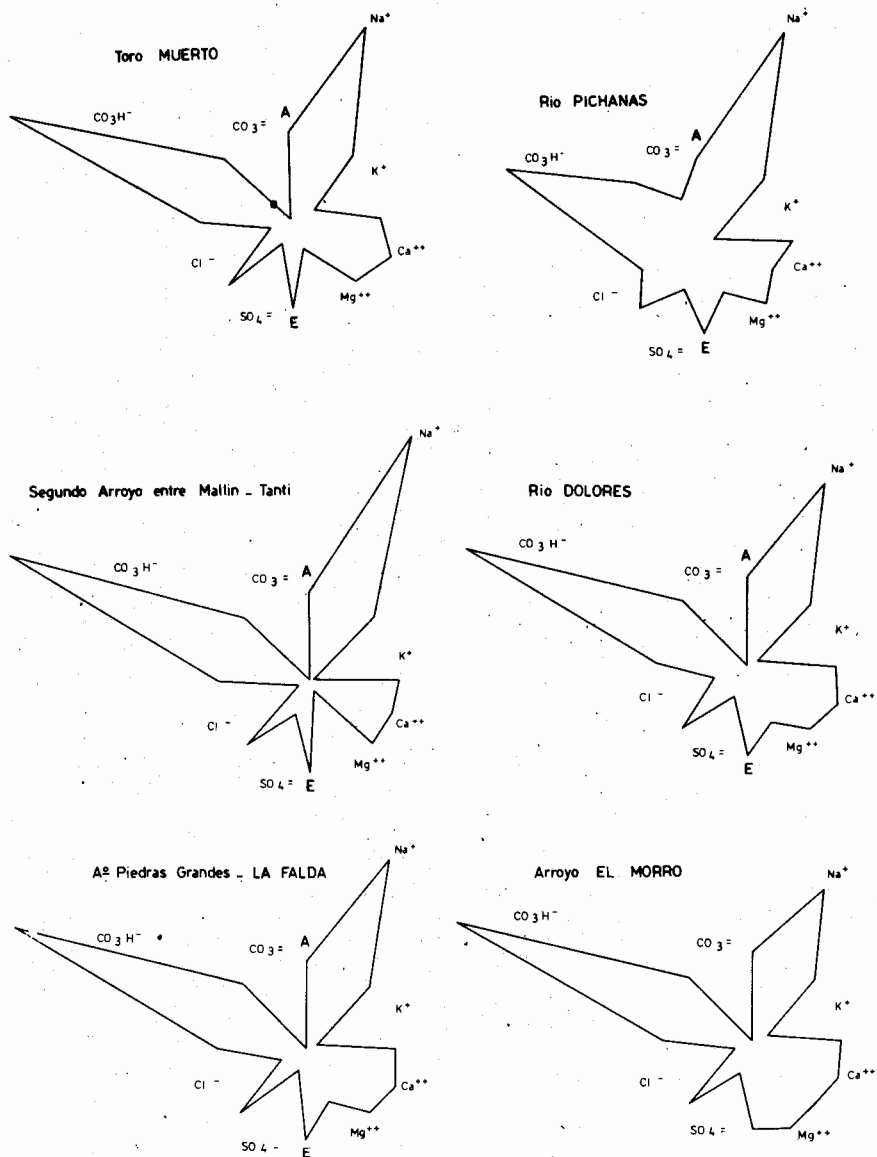 Toro MUERTO
Na⁺
CO₃H⁻
CO₃=
A
K⁺
Ca⁺⁺
Mg⁺⁺
Cl⁻
SO₄=
E
Rio PICHANAS
Na⁺
CO₃H⁻
CO₃=
A
K⁺
Ca⁺⁺
Mg⁺⁺
Cl⁻
SO₄=
E
Segundo Arroyo entre Mallin _ Tanti
Na⁺
CO₃H⁻
CO₃=
A
K⁺
Ca⁺⁺
Mg⁺⁺
Cl⁻
SO₄=
E
Rio DOLORES
Na⁺
CO₃H⁻
CO₃=
A
K⁺
Ca⁺⁺
Mg⁺⁺
Cl⁻
SO₄=
E
Aº Piedras Grandes _ LA FALDA
Na⁺
CO₃H⁻
CO₃=
A
K⁺
Ca⁺⁺
Mg⁺⁺
Cl⁻
SO₄-
E
Arroyo EL MORRO
Na⁺
CO₃H⁻
CO₃=
K⁺
Ca⁺⁺
Mg⁺⁺
Cl⁻
SO₄=